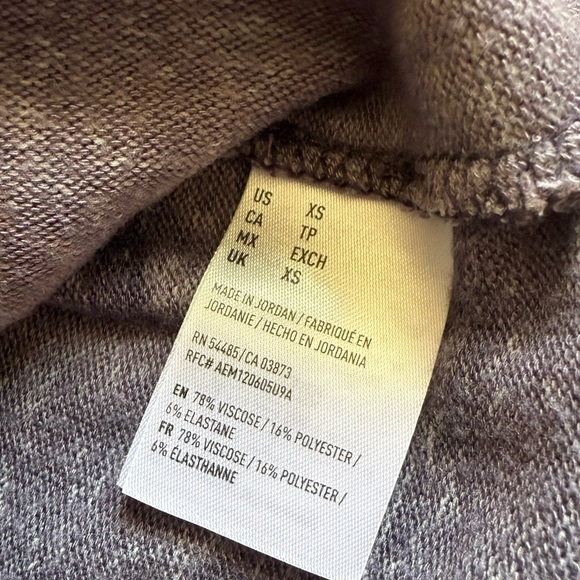 US XS
CA TP
MX EXCH
UK XS
MADE IN JORDAN / FABRIQUÉ EN
JORDANIE / HECHO EN JORDANIA
RN 54485 / CA 03873
RFC# AEM120605U9A
EN 78% VISCOSE / 16% POLYESTER /
6% ELASTANE
FR 78% VISCOSE / 16% POLYESTER /
6% ÉLASTHANNE